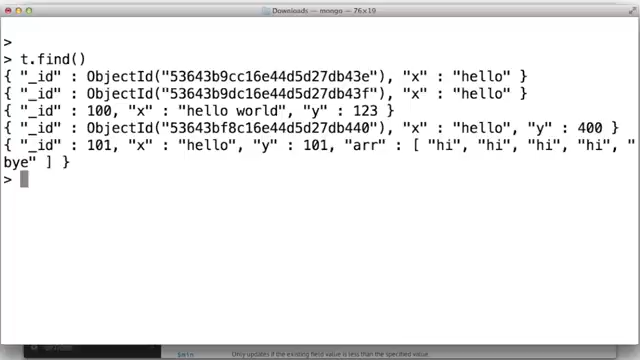 Downloads — mongo — 76×19
>
> t.find()
{ "_id" : ObjectId("53643b9cc16e44d5d27db43e"), "x" : "hello" }
{ "_id" : ObjectId("53643b9dc16e44d5d27db43f"), "x" : "hello" }
{ "_id" : 100, "x" : "hello world", "y" : 123 }
{ "_id" : ObjectId("53643bf8c16e44d5d27db440"), "x" : "hello", "y" : 400 }
{ "_id" : 101, "x" : "hello", "y" : 101, "arr" : [ "hi", "hi", "hi", "hi", "
bye" ] }
>
$min Only updates if the existing field value is less than the specified value.